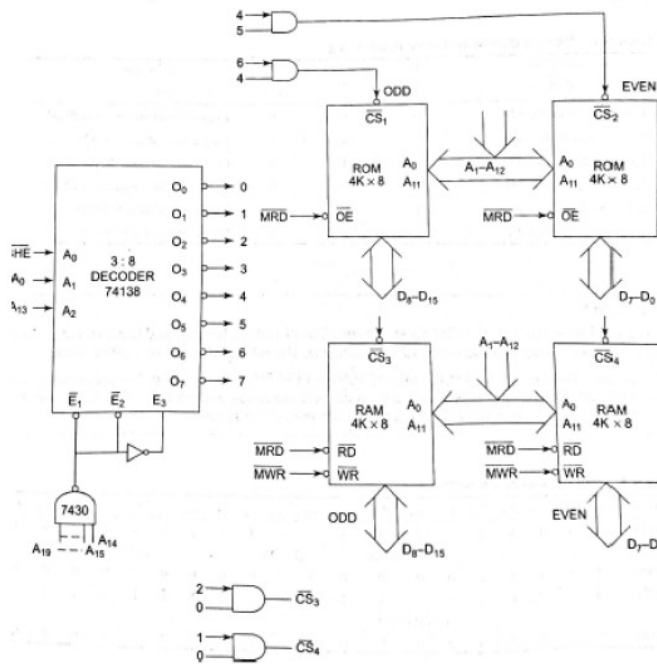 4
5
6
4
ODD
EVEN
CS1
CS2
ROM
4K × 8
A0
A11
A1–A12
A0
A11
ROM
4K × 8
MRD
OE
MRD
OE
D8–D15
D7–D0
A0
A1
A2
A0
A13
3 : 8
DECODER
74138
O0
O1
O2
O3
O4
O5
O6
O7
0
1
2
3
4
5
6
7
E1
E2
E3
7430
A19
A15
A14
CS3
CS4
A1–A12
RAM
4K × 8
A0
A11
A0
A11
RAM
4K × 8
MRD
RD
MWR
WR
MRD
RD
MWR
WR
ODD
EVEN
D8–D15
2
0
CS3
1
0
CS4